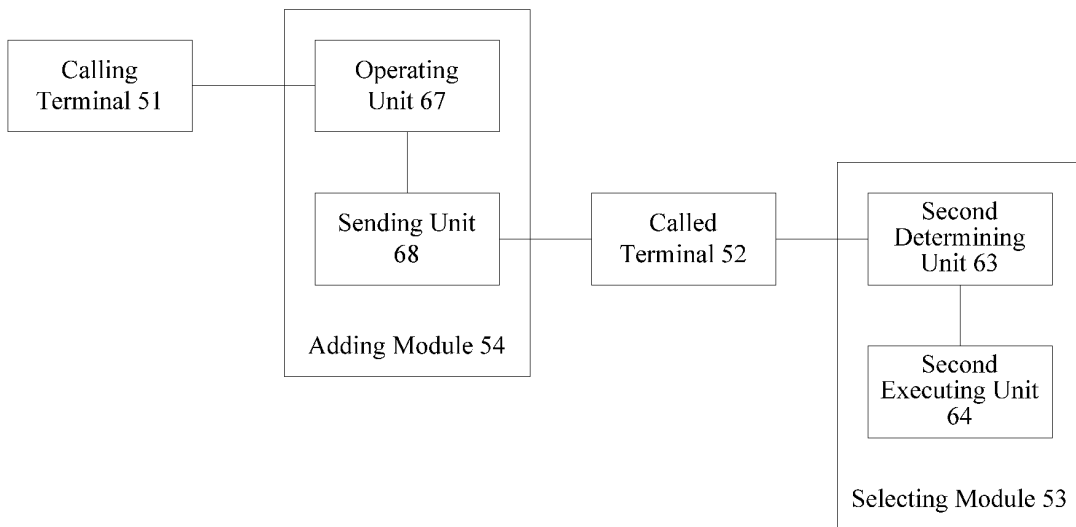 Calling
Terminal 51
Operating
Unit 67
Sending Unit
68
Adding Module 54
Called
Terminal 52
Second
Determining
Unit 63
Second
Executing Unit
64
Selecting Module 53